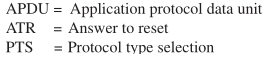 APDU = Application protocol data unit
ATR = Answer to reset
PTS = Protocol type selection